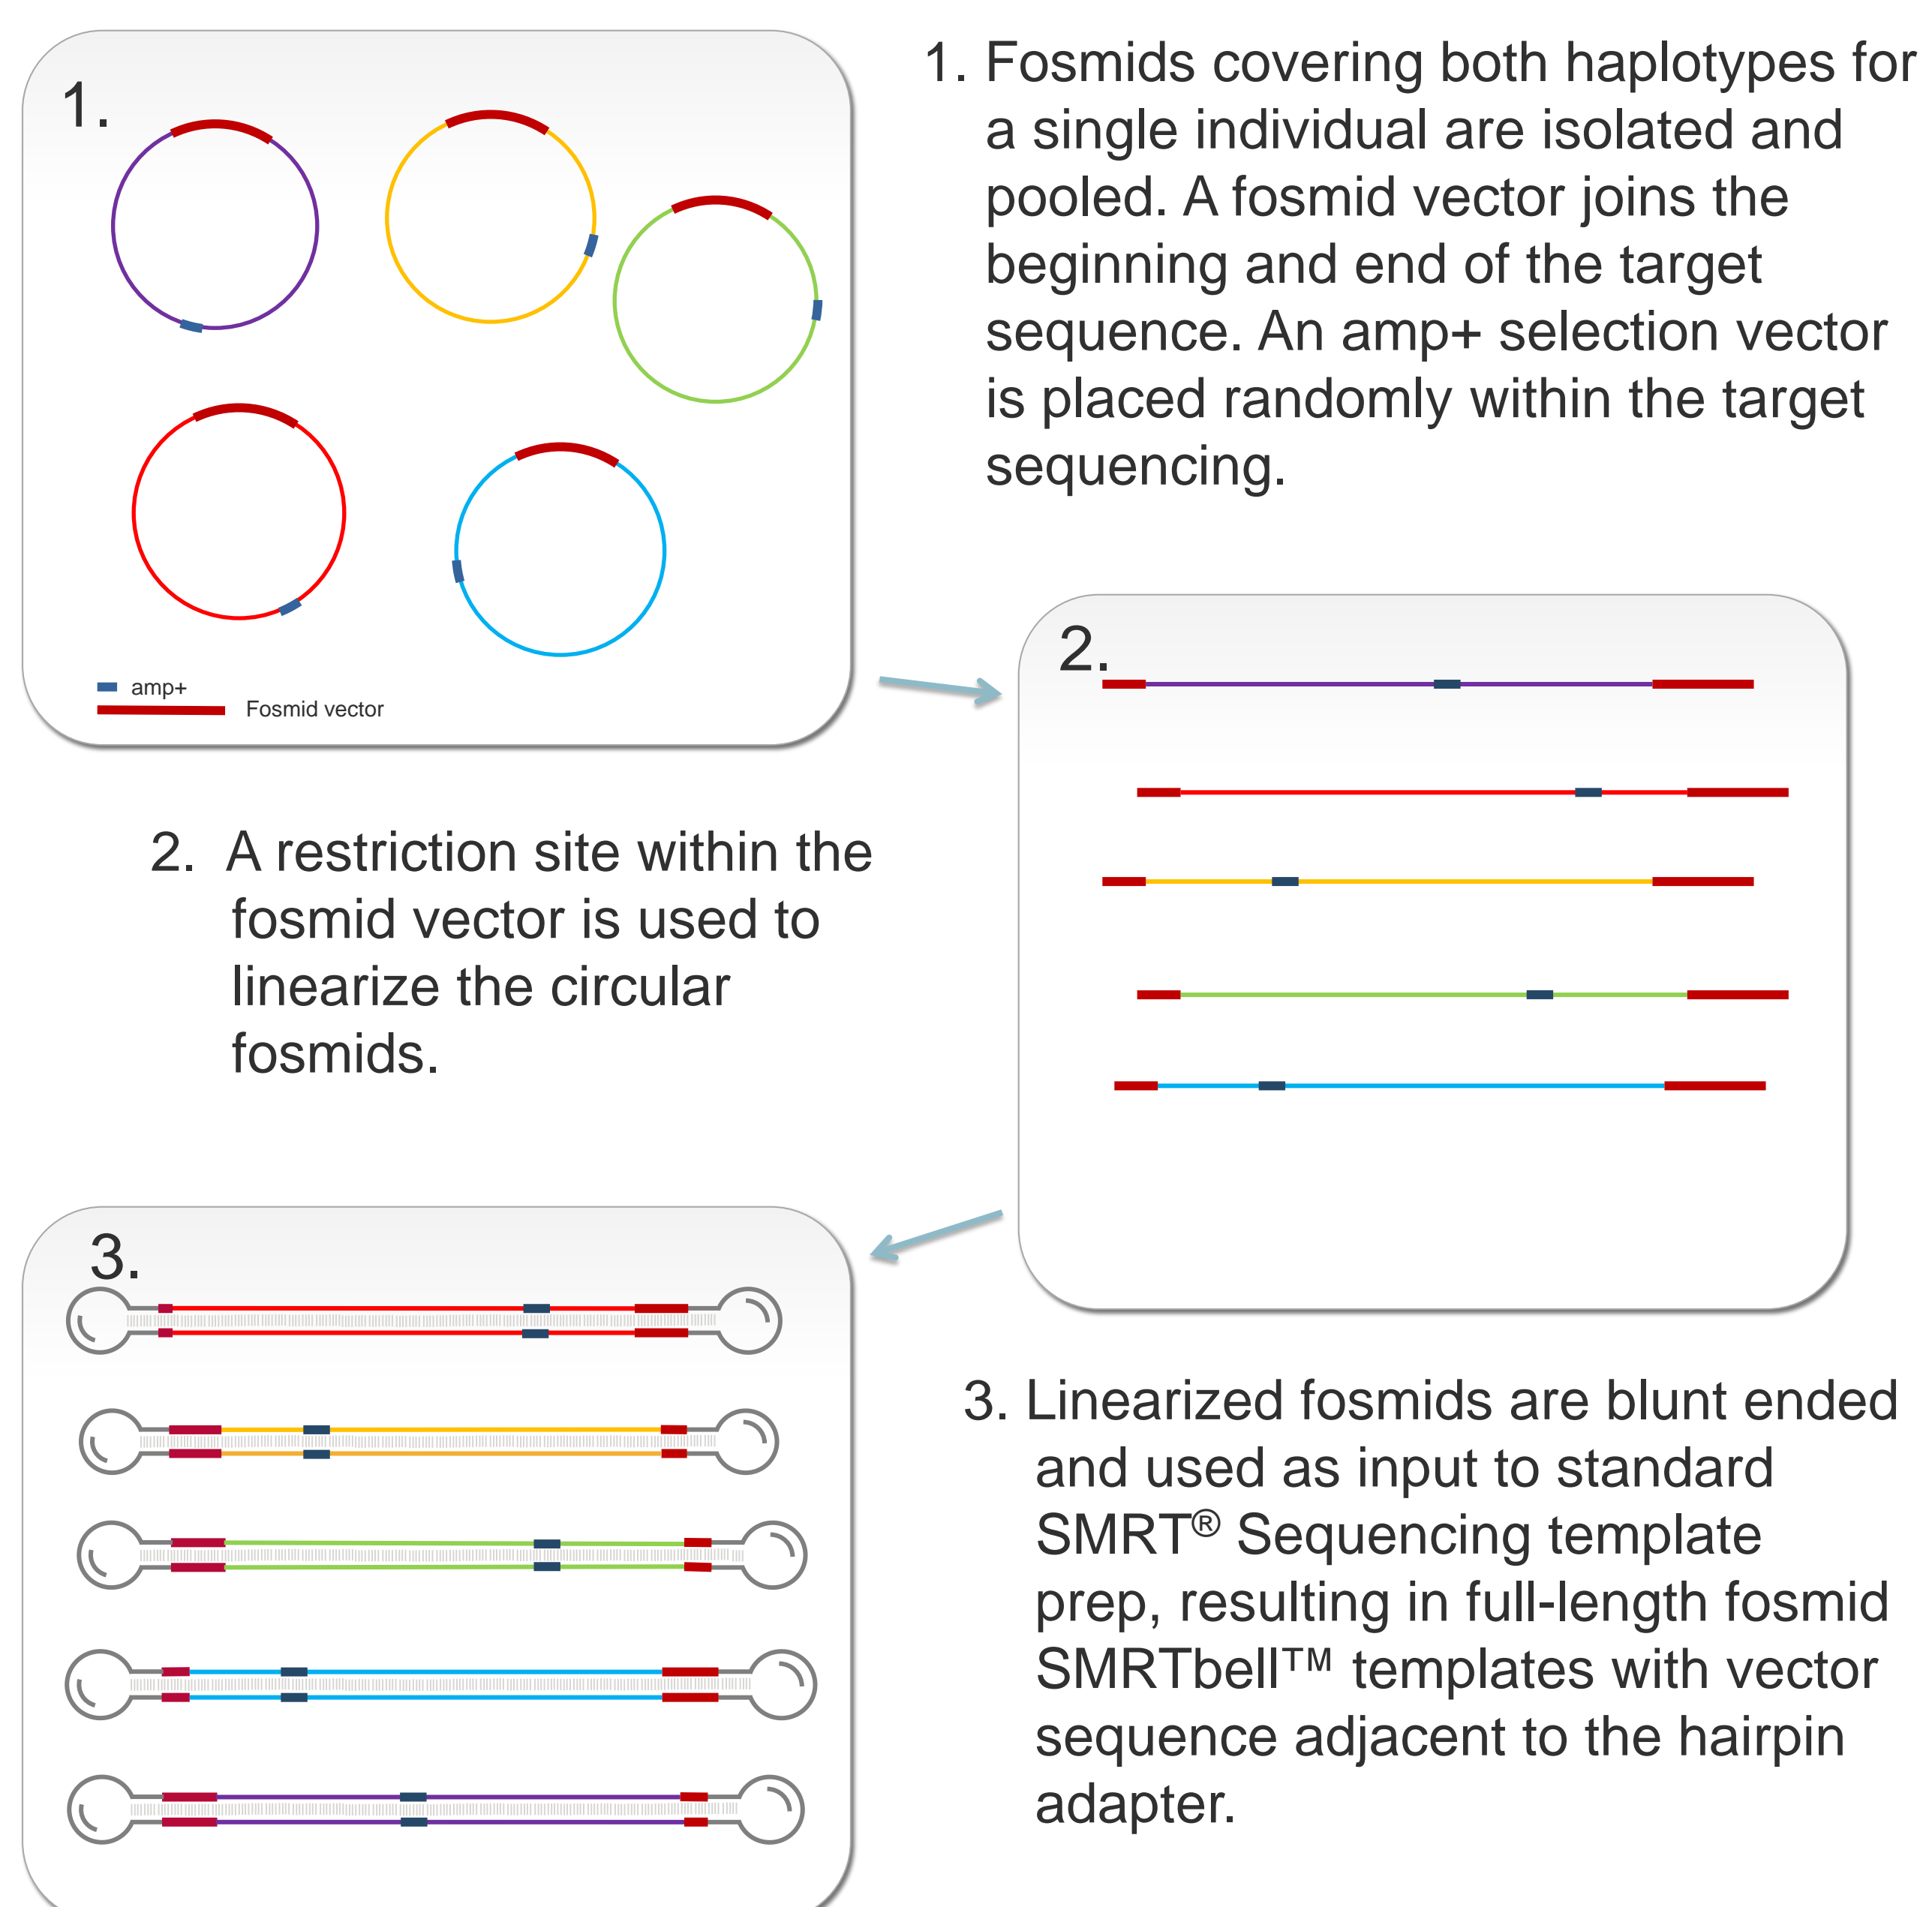 1.
amp+
Fosmid vector
1. Fosmids covering both haplotypes for
a single individual are isolated and
pooled. A fosmid vector joins the
beginning and end of the target
sequence. An amp+ selection vector
is placed randomly within the target
sequencing.
2.
2. A restriction site within the
fosmid vector is used to
linearize the circular
fosmids.
3.
3. Linearized fosmids are blunt ended
and used as input to standard
SMRT® Sequencing template
prep, resulting in full-length fosmid
SMRTbell™ templates with vector
sequence adjacent to the hairpin
adapter.